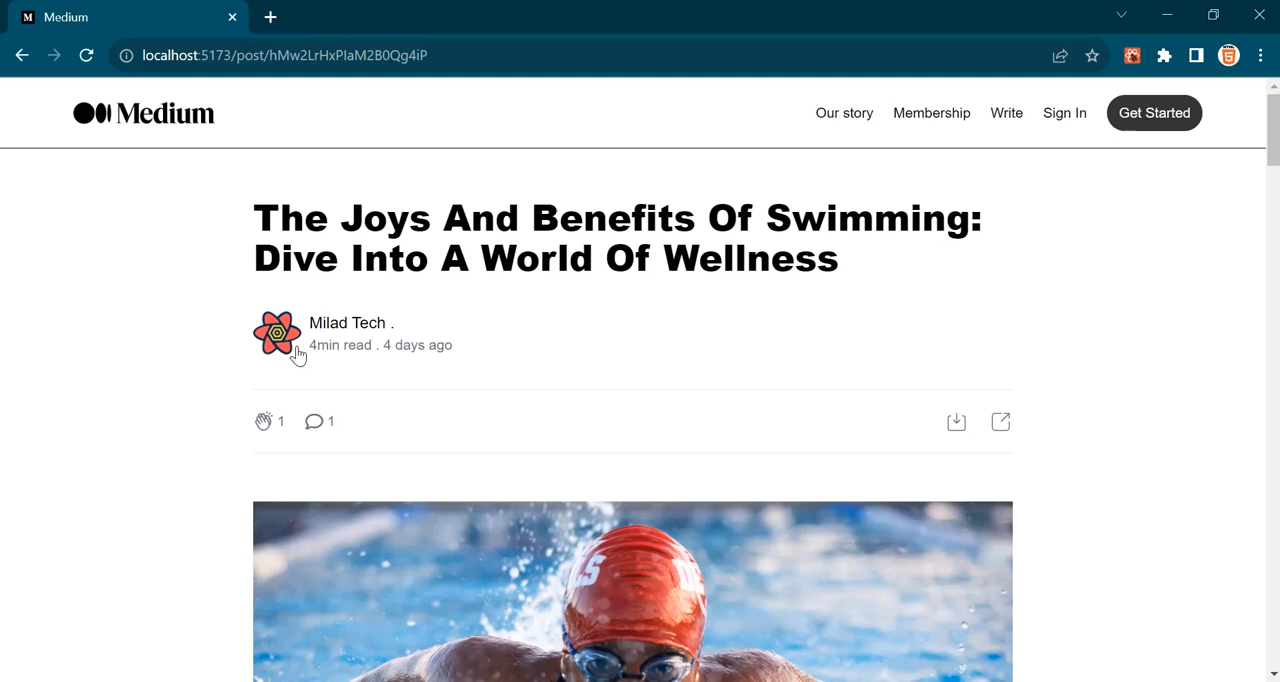 Medium
localhost:5173/post/hMw2LrHxPIaM2B0Qg4iP
Medium
Our story Membership Write Sign In Get Started
The Joys And Benefits Of Swimming:
Dive Into A World Of Wellness
Milad Tech .
4min read . 4 days ago
1 1